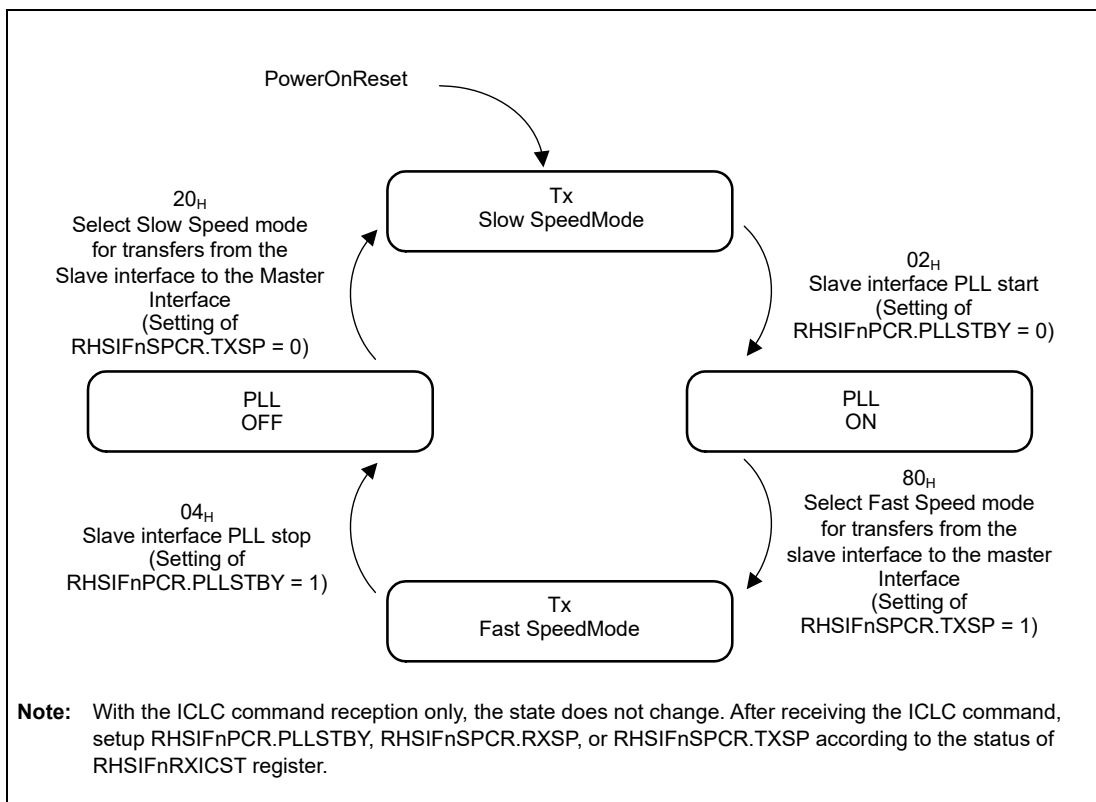 PowerOnReset
Tx
Slow SpeedMode
20H
Select Slow Speed mode
for transfers from the
Slave interface to the Master
Interface
(Setting of
RHSIFnSPCR.TXSP = 0)
02H
Slave interface PLL start
(Setting of
RHSIFnPCR.PLLSTBY = 0)
PLL
OFF
PLL
ON
04H
Slave interface PLL stop
(Setting of
RHSIFnPCR.PLLSTBY = 1)
80H
Select Fast Speed mode
for transfers from the
slave interface to the master
Interface
(Setting of
RHSIFnSPCR.TXSP = 1)
Tx
Fast SpeedMode
Note: With the ICLC command reception only, the state does not change. After receiving the ICLC command,
setup RHSIFnPCR.PLLSTBY, RHSIFnSPCR.RXSP, or RHSIFnSPCR.TXSP according to the status of
RHSIFnRXICST register.